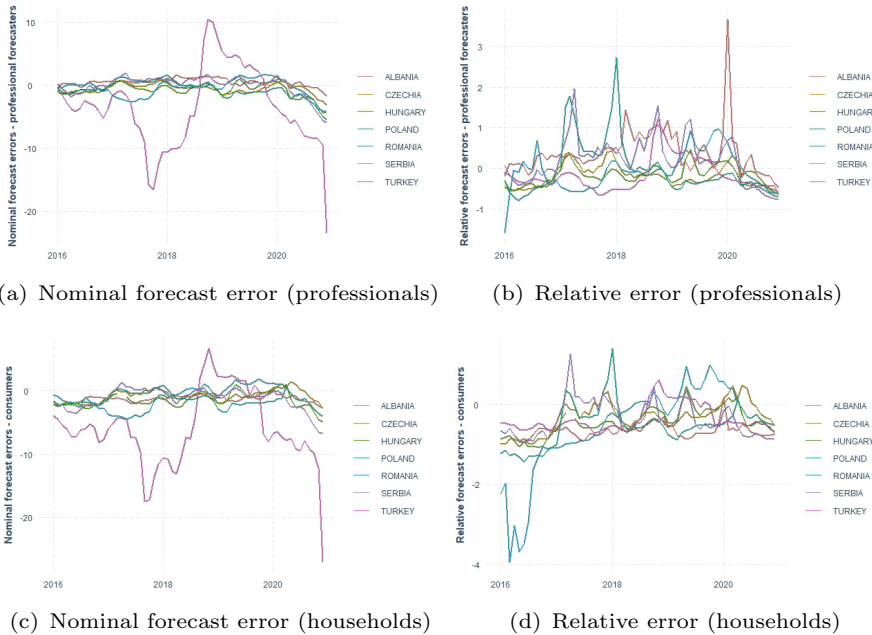 Nominal forecast errors - professional forecasters
10
0
-10
-20
2016
2018
2020
ALBANIA
CZECHIA
HUNGARY
POLAND
ROMANIA
SERBIA
TURKEY
Relative forecast errors - professional forecasters
3
2
1
0
-1
2016
2018
2020
ALBANIA
CZECHIA
HUNGARY
POLAND
ROMANIA
SERBIA
TURKEY
a) Nominal forecast error (professionals)
(b) Relative error (professionals)
Nominal forecast errors - consumers
0
-10
-20
2016
2018
2020
ALBANIA
CZECHIA
HUNGARY
POLAND
ROMANIA
SERBIA
TURKEY
Relative forecast errors - consumers
0
-2
-4
2016
2018
2020
ALBANIA
CZECHIA
HUNGARY
POLAND
ROMANIA
SERBIA
TURKEY
(c) Nominal forecast error (households)
(d) Relative error (households)